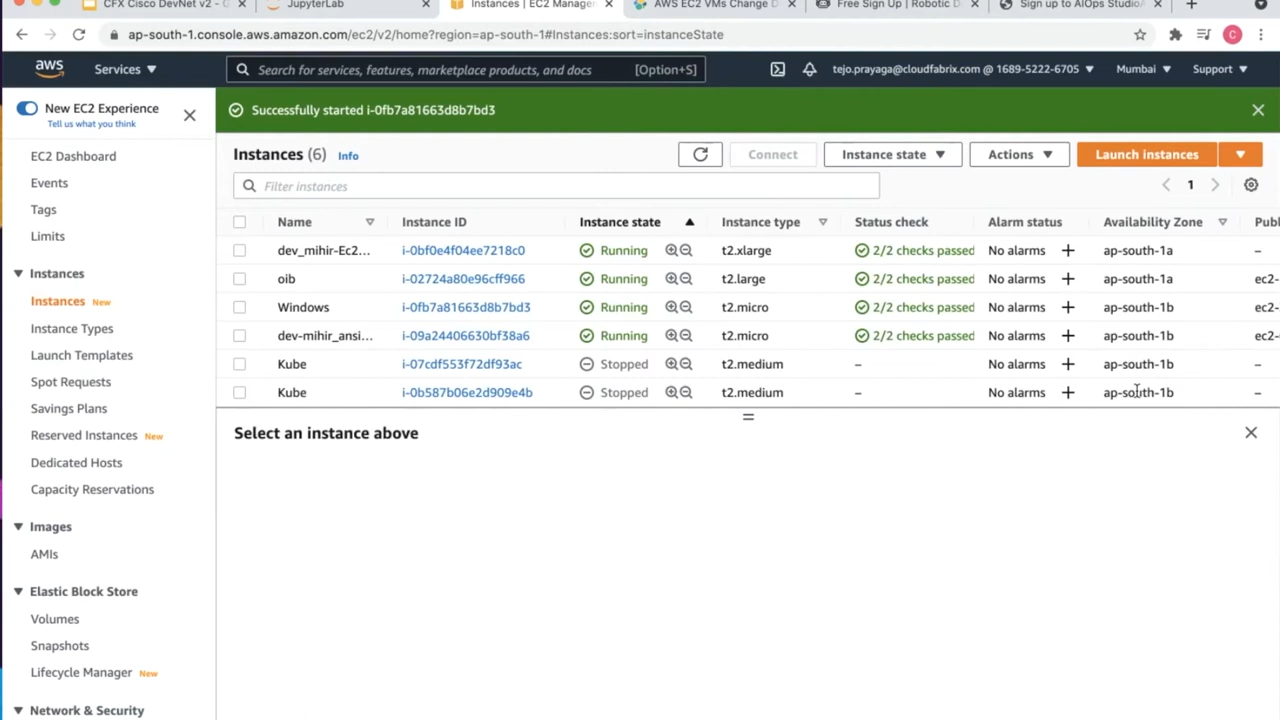 CFX Cisco DevNet v2 -
JupyterLab
Instances | EC2 Manage
AWS EC2 VMs Change D
Free Sign Up | Robotic D
Sign up to AIOps Studio
ap-south-1.console.aws.amazon.com/ec2/v2/home?region=ap-south-1#Instances:sort=instanceState
C
aws Services Search for services, features, marketplace products, and docs [Option+S] tejo.prayaga@cloudfabrix.com @ 1689-5222-6705 Mumbai Support
New EC2 Experience
Tell us what you think
EC2 Dashboard
Events
Tags
Limits
Instances
Instances New
Instance Types
Launch Templates
Spot Requests
Savings Plans
Reserved Instances New
Dedicated Hosts
Capacity Reservations
Images
AMIs
Elastic Block Store
Volumes
Snapshots
Lifecycle Manager New
Network & Security
Successfully started i-0fb7a81663d8b7bd3
Instances (6) Info Connect Instance state Actions Launch instances
Filter instances 1
Name Instance ID Instance state Instance type Status check Alarm status Availability Zone Publ
dev_mihir-Ec2... i-0bf0e4f04ee7218c0 Running t2.xlarge 2/2 checks passed No alarms + ap-south-1a –
oib i-02724a80e96cff966 Running t2.large 2/2 checks passed No alarms + ap-south-1a ec2-
Windows i-0fb7a81663d8b7bd3 Running t2.micro 2/2 checks passed No alarms + ap-south-1b ec2-
dev-mihir_ansi... i-09a24406630bf38a6 Running t2.micro 2/2 checks passed No alarms + ap-south-1b ec2-
Kube i-07cdf553f72df93ac Stopped t2.medium – No alarms + ap-south-1b –
Kube i-0b587b06e2d909e4b Stopped t2.medium – No alarms + ap-south-1b –
Select an instance above